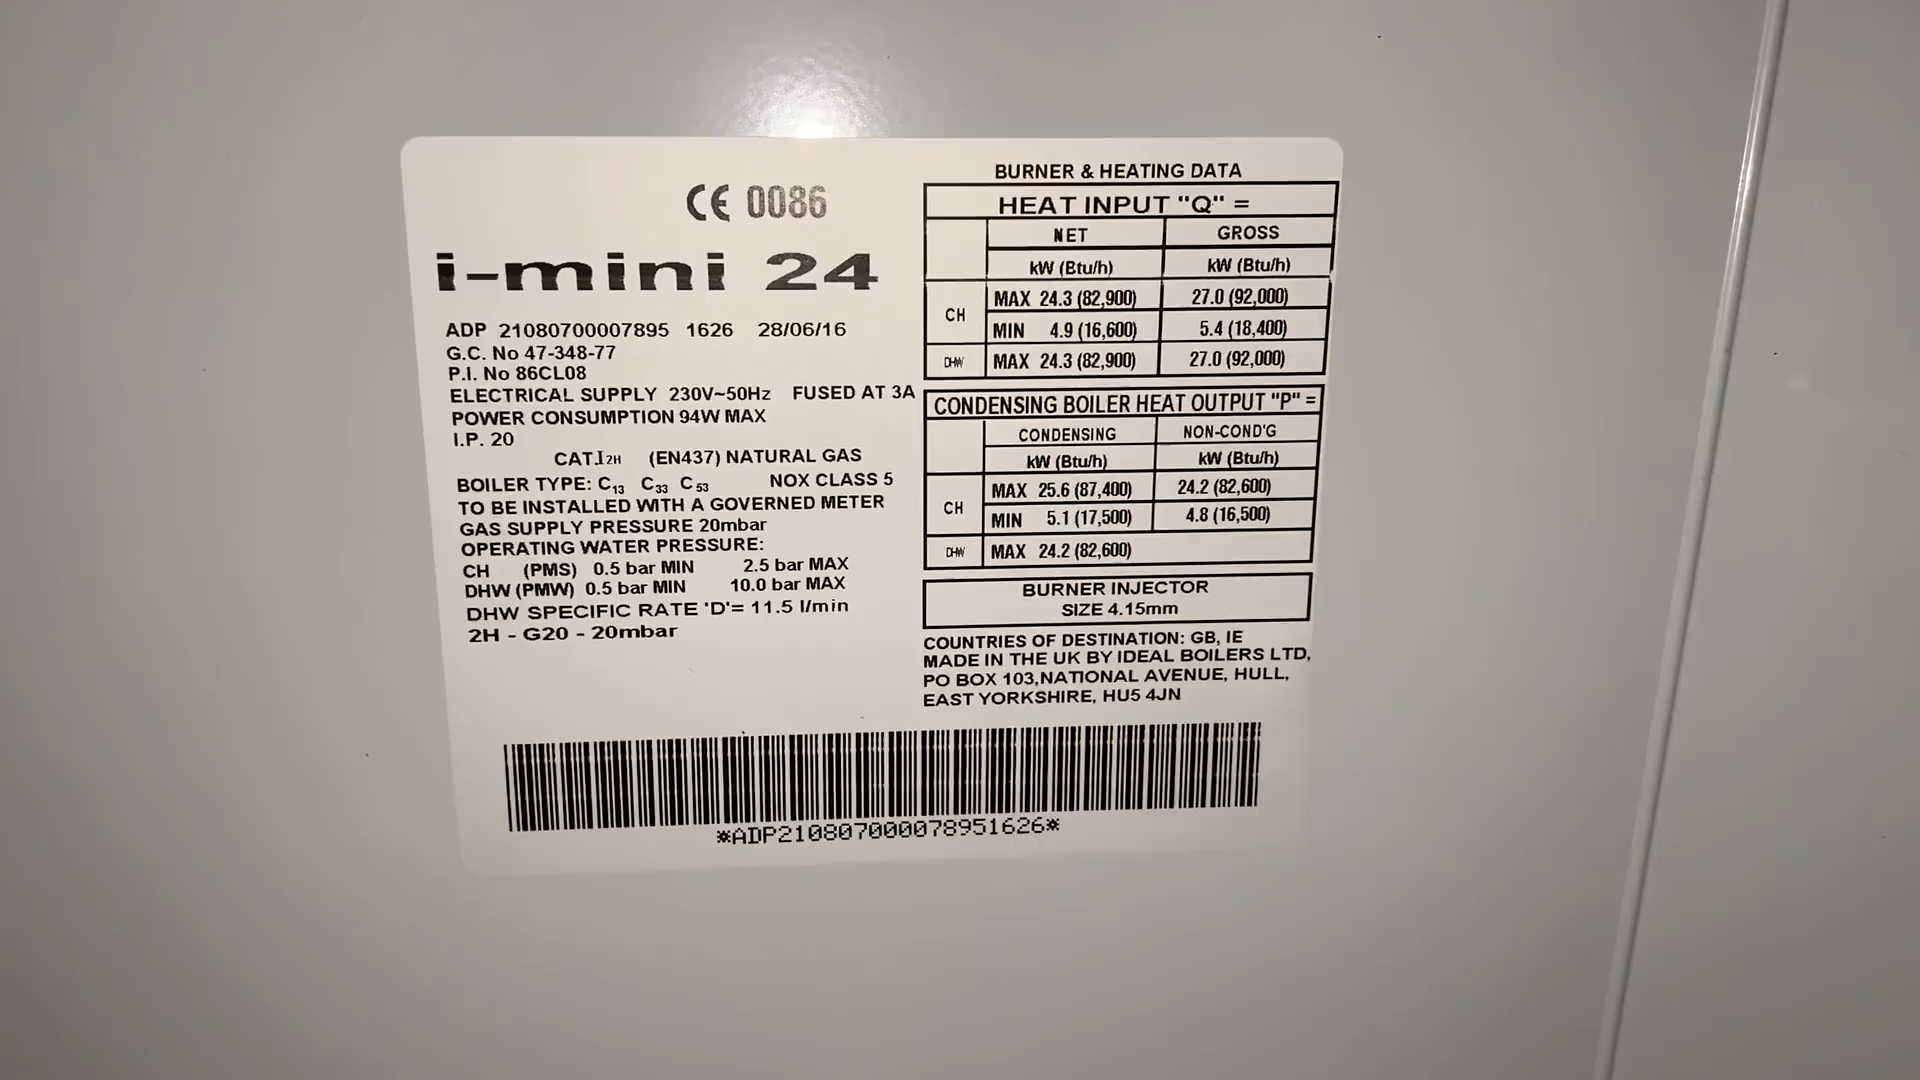 CE 0086
i-mini 24
ADP 21080700007895 1626 28/06/16
G.C. No 47-348-77
P.I. No 86CL08
ELECTRICAL SUPPLY 230V~50Hz FUSED AT 3A
POWER CONSUMPTION 94W MAX
I.P. 20
CAT.I2H (EN437) NATURAL GAS
BOILER TYPE: C13 C33 C53 NOX CLASS 5
TO BE INSTALLED WITH A GOVERNED METER
GAS SUPPLY PRESSURE 20mbar
OPERATING WATER PRESSURE:
CH (PMS) 0.5 bar MIN 2.5 bar MAX
DHW (PMW) 0.5 bar MIN 10.0 bar MAX
DHW SPECIFIC RATE 'D'= 11.5 l/min
2H - G20 - 20mbar
BURNER & HEATING DATA
HEAT INPUT "Q" =
NET GROSS
kW (Btu/h) kW (Btu/h)
CH MAX 24.3 (82,900) 27.0 (92,000)
MIN 4.9 (16,600) 5.4 (18,400)
DHW MAX 24.3 (82,900) 27.0 (92,000)
CONDENSING BOILER HEAT OUTPUT "P" =
CONDENSING NON-COND'G
kW (Btu/h) kW (Btu/h)
CH MAX 25.6 (87,400) 24.2 (82,600)
MIN 5.1 (17,500) 4.8 (16,500)
DHW MAX 24.2 (82,600)
BURNER INJECTOR
SIZE 4.15mm
COUNTRIES OF DESTINATION: GB, IE
MADE IN THE UK BY IDEAL BOILERS LTD,
PO BOX 103,NATIONAL AVENUE, HULL,
EAST YORKSHIRE, HU5 4JN
*ADP210807000078951626*